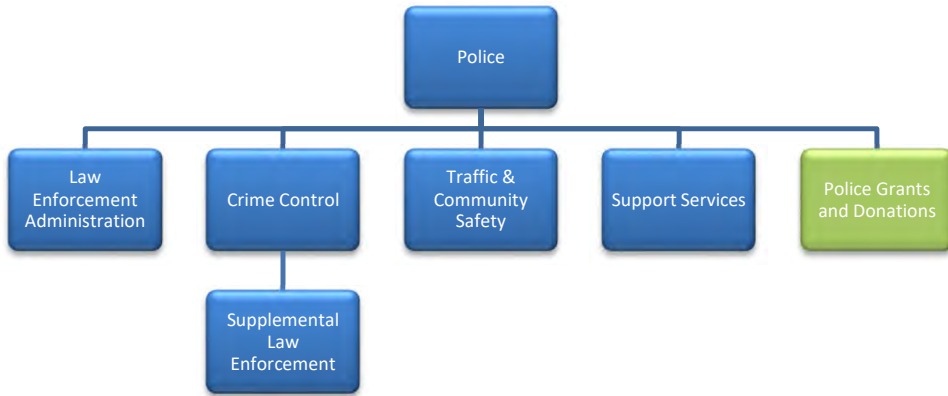 Police
Law
Enforcement
Administration
Crime Control
Traffic &
Community
Safety
Support Services
Police Grants
and Donations
Supplemental
Law
Enforcement